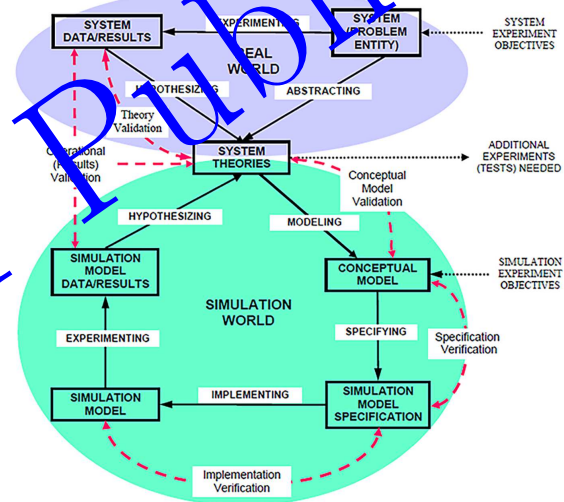 SYSTEM
DATA/RESULTS
EXPERIMENTING
SYSTEM
(PROBLEM
ENTITY)
SYSTEM
EXPERIMENT
OBJECTIVES
REAL
WORLD
HYPOTHESIZING
ABSTRACTING
Theory
Validation
Operational
(Results)
Validation
SYSTEM
THEORIES
ADDITIONAL
EXPERIMENTS
(TESTS) NEEDED
Conceptual
Model
Validation
HYPOTHESIZING
MODELING
SIMULATION
MODEL
DATA/RESULTS
CONCEPTUAL
MODEL
SIMULATION
EXPERIMENT
OBJECTIVES
SIMULATION
WORLD
EXPERIMENTING
SPECIFYING
Specification
Verification
SIMULATION
MODEL
IMPLEMENTING
SIMULATION
MODEL
SPECIFICATION
Implementation
Verification